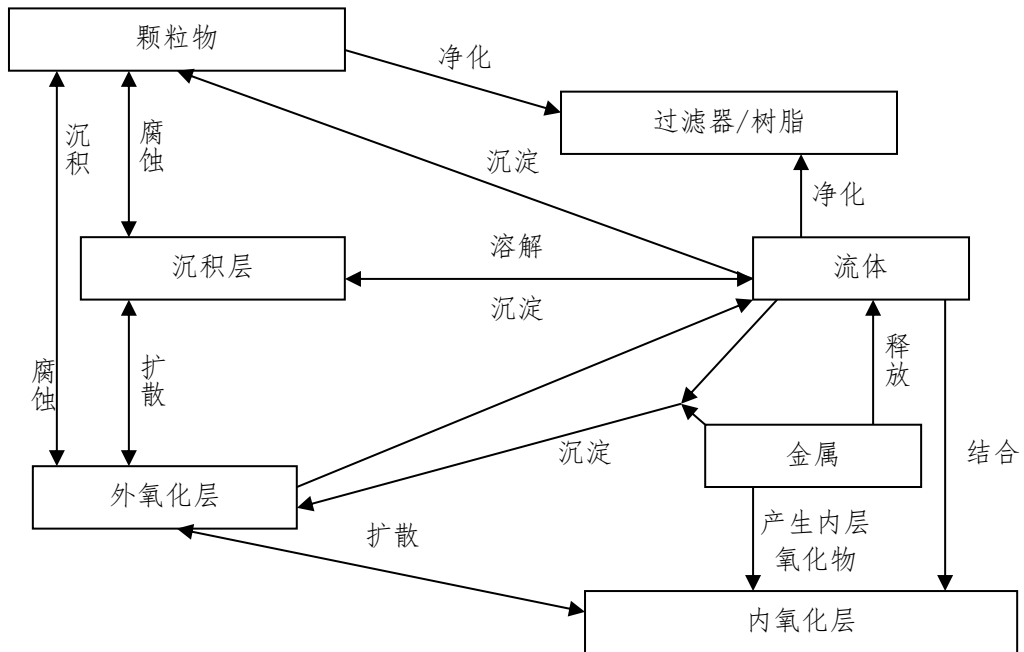 颗粒物
净化
过滤器/树脂
沉积
腐蚀
沉淀
净化
沉积层
溶解
流体
沉淀
释放
腐蚀
扩散
沉淀
金属
结合
外氧化层
扩散
产生内层
氧化物
内氧化层